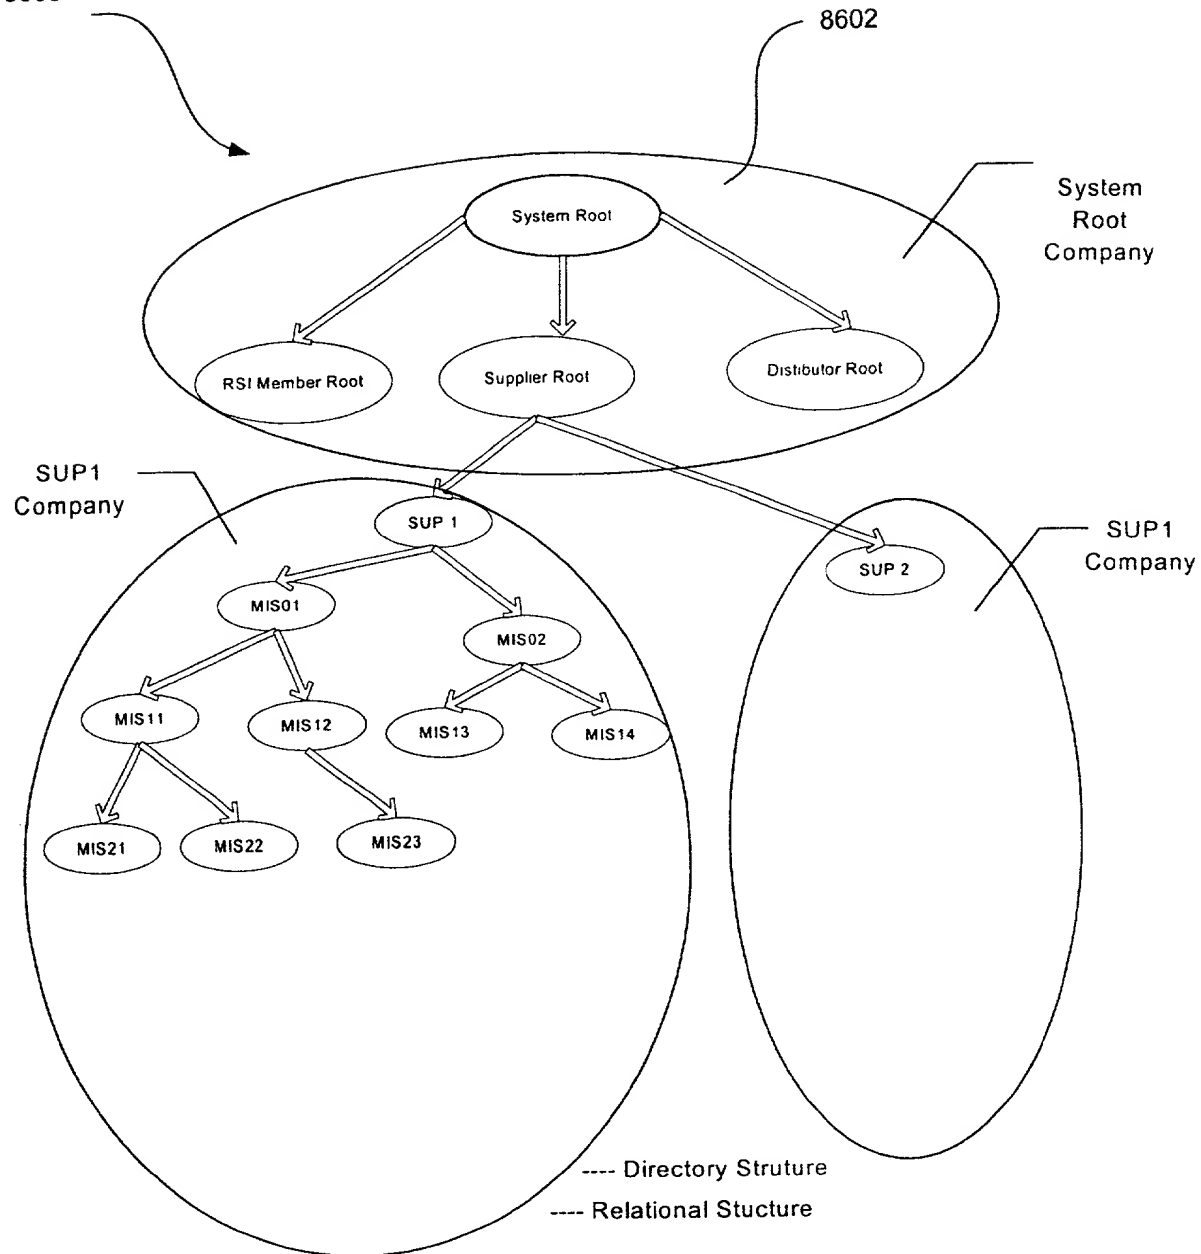 8602
System
Root
Company
System Root
RSI Member Root
Supplier Root
Distibutor Root
SUP1
Company
SUP 1
SUP1
Company
SUP 2
MIS01
MIS02
MIS11
MIS12
MIS13
MIS14
MIS21
MIS22
MIS23
---- Directory Struture
---- Relational Stucture